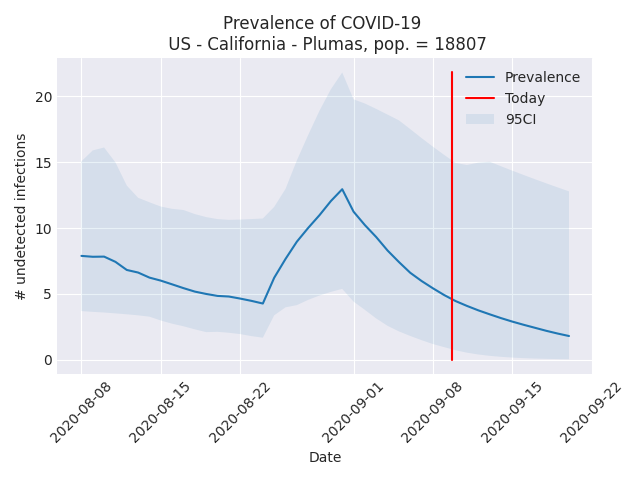 Prevalence of COVID-19
US - California - Plumas, pop. = 18807
Prevalence
Today
95CI
# undetected infections
20
15
10
5
0
2020-08-08
2020-08-15
2020-08-22
2020-09-01
2020-09-08
2020-09-15
2020-09-22
Date